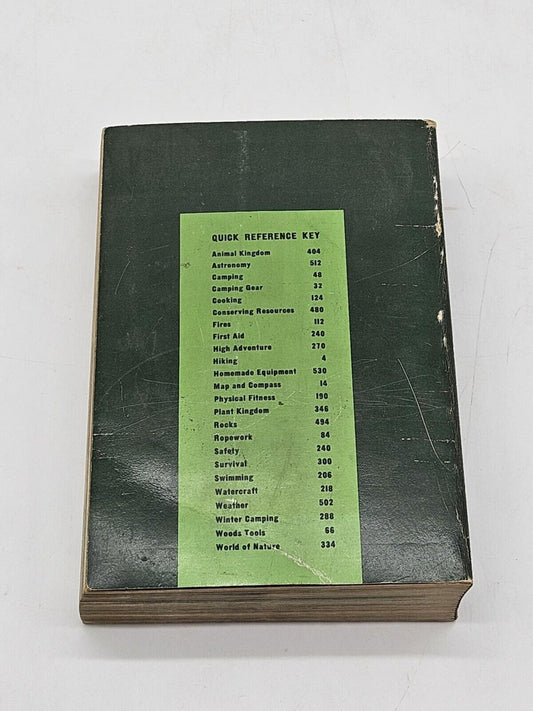 QUICK REFERENCE KEY
Animal Kingdom 404
Astronomy 512
Camping 48
Camping Gear 32
Cooking 124
Conserving Resources 480
Fires 112
First Aid 240
High Adventure 270
Hiking 4
Homemade Equipment 530
Map and Compass 14
Physical Fitness 190
Plant Kingdom 346
Rocks 494
Ropework 84
Safety 240
Survival 300
Swimming 206
Watercraft 218
Weather 502
Winter Camping 288
Woods Tools 66
World of Nature 334